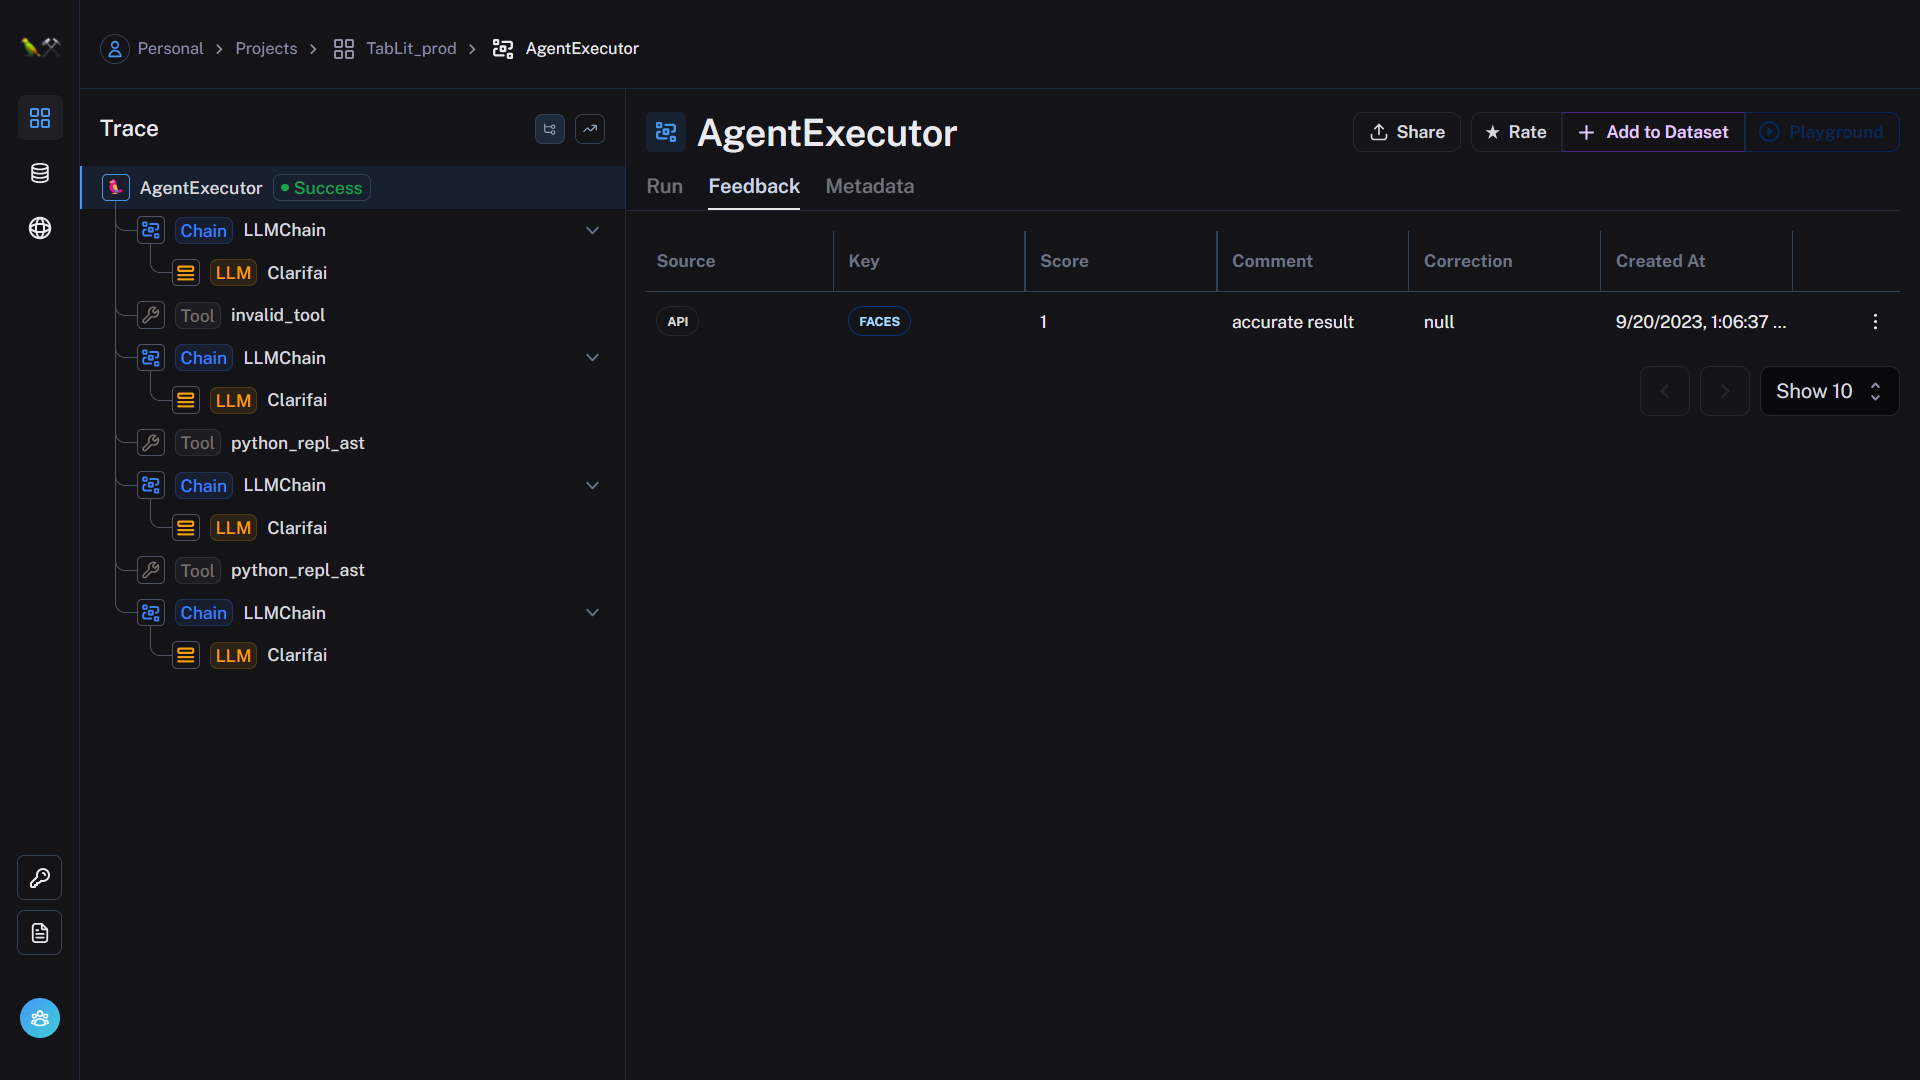 Personal > Projects > TabLit_prod > AgentExecutor
Trace
AgentExecutor Success
Chain LLMChain
LLM Clarifai
Tool invalid_tool
Chain LLMChain
LLM Clarifai
Tool python_repl_ast
Chain LLMChain
LLM Clarifai
Tool python_repl_ast
Chain LLMChain
LLM Clarifai
AgentExecutor
Share
Rate
Add to Dataset
Playground
Run Feedback Metadata
Source Key Score Comment Correction Created At
API FACES 1 accurate result null 9/20/2023, 1:06:37 ...
Show 10